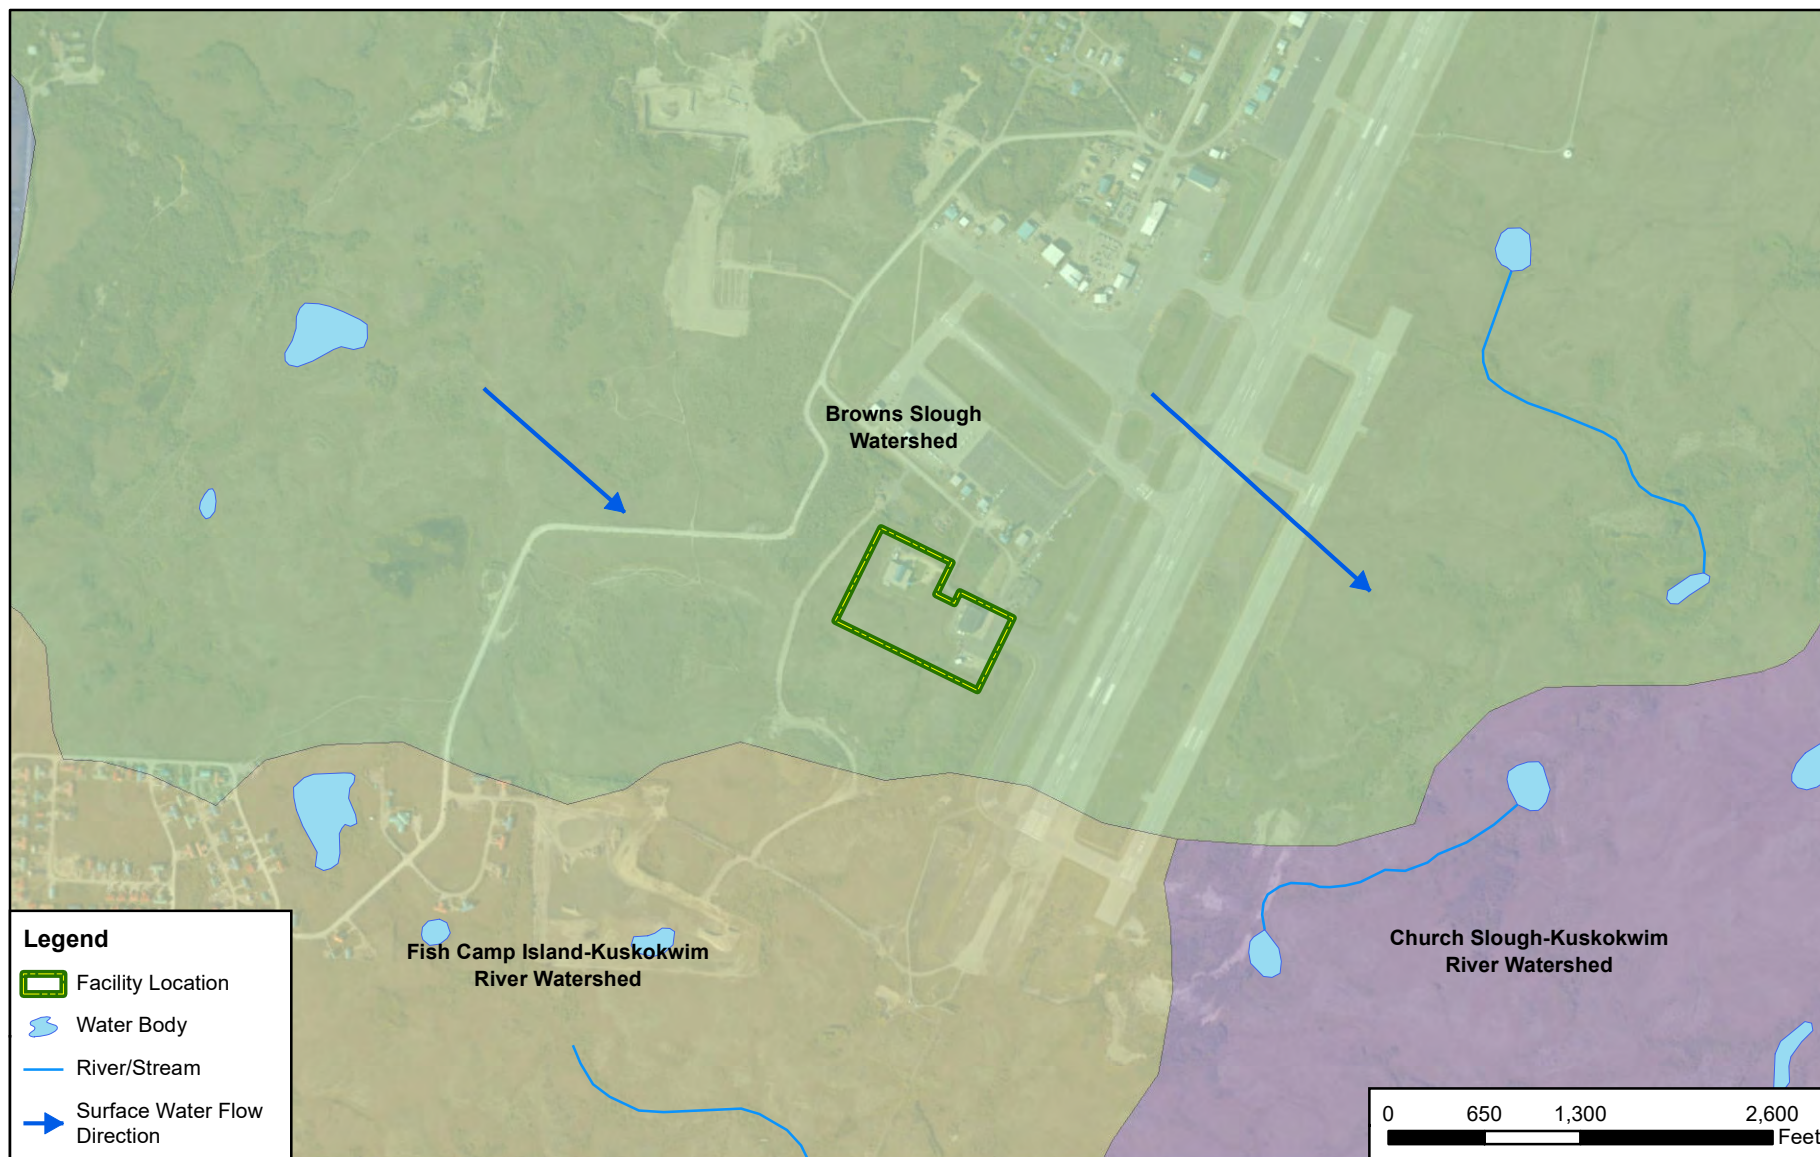 Browns Slough
Watershed
Fish Camp Island-Kuskokwim
River Watershed
Church Slough-Kuskokwim
River Watershed
Legend
Facility Location
Water Body
River/Stream
Surface Water Flow
Direction
0 650 1,300 2,600
Feet